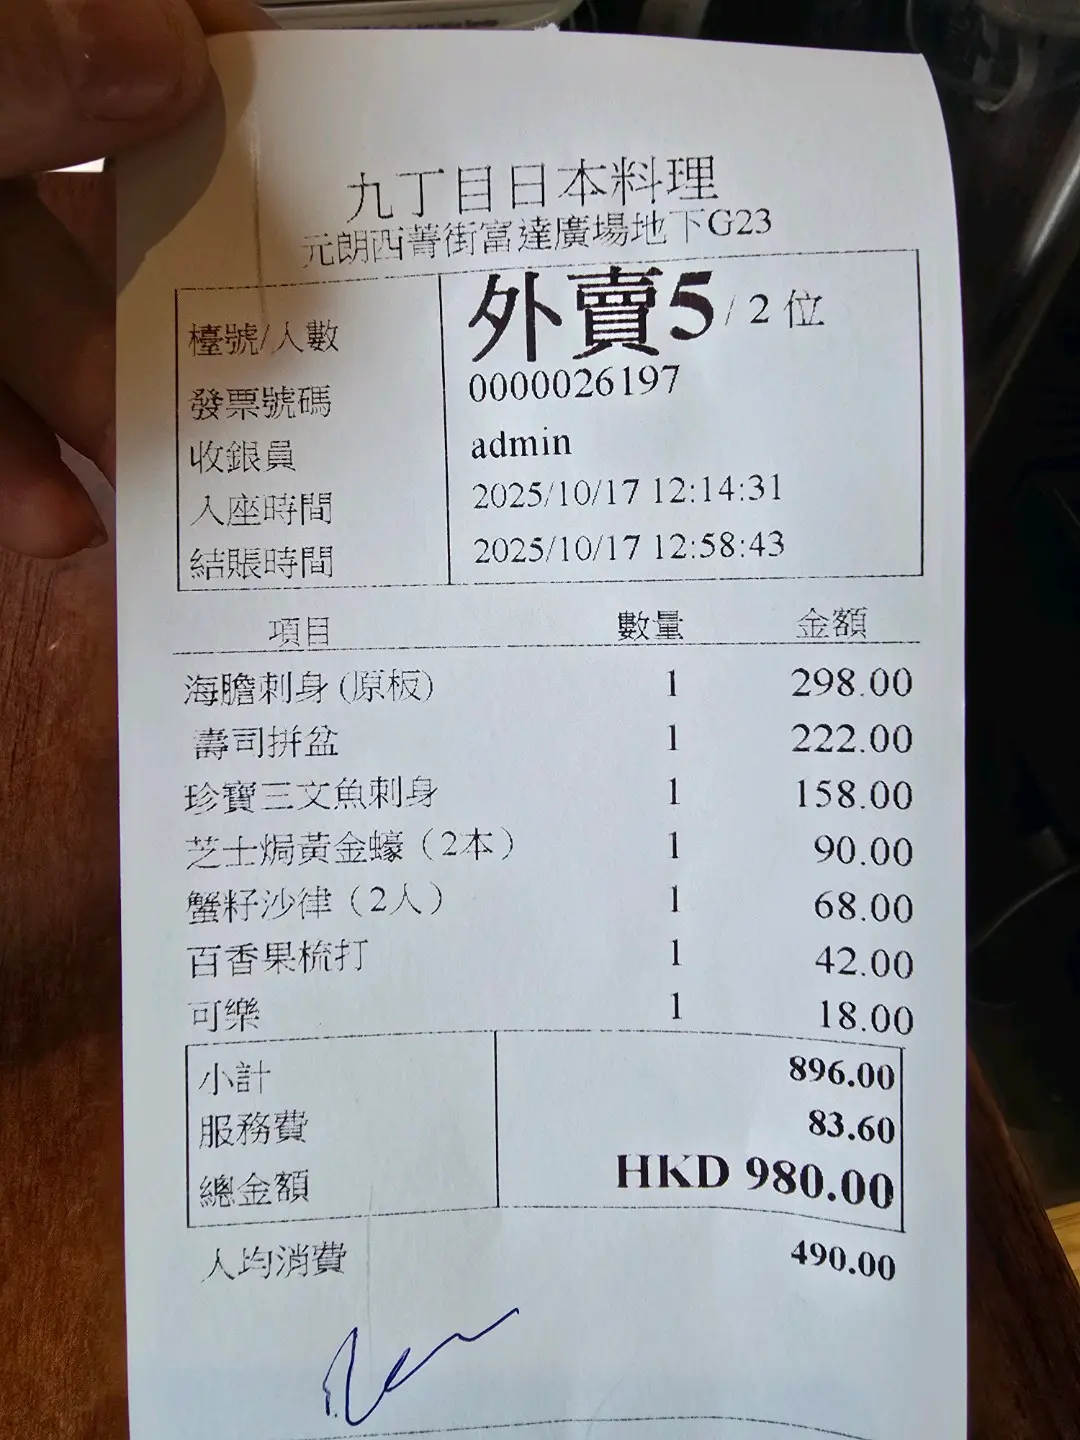 九丁目日本料理
元朗西菁街富達廣場地下G23
檯號/人數 外賣5 / 2 位
發票號碼 0000026197
收銀員 admin
入座時間 2025/10/17 12:14:31
結賬時間 2025/10/17 12:58:43
項目 數量 金額
海膽刺身 (原板) 1 298.00
壽司拼盆 1 222.00
珍寶三文魚刺身 1 158.00
芝士焗黃金蠔（2本） 1 90.00
蟹籽沙律（2人） 1 68.00
百香果梳打 1 42.00
可樂 1 18.00
小計 896.00
服務費 83.60
總金額 HKD 980.00
人均消費 490.00